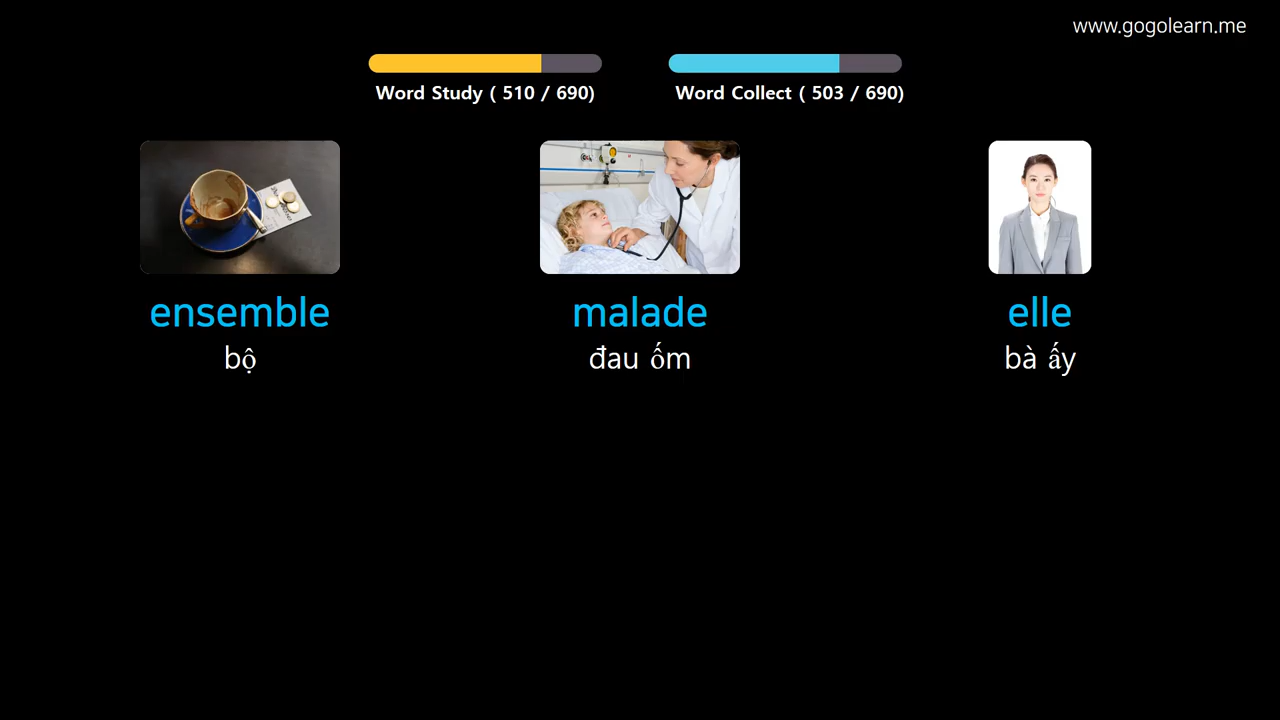 www.gogolearn.me
Word Study ( 510 / 690)
Word Collect ( 503 / 690)
ensemble
bộ
malade
đau ốm
elle
bà ấy